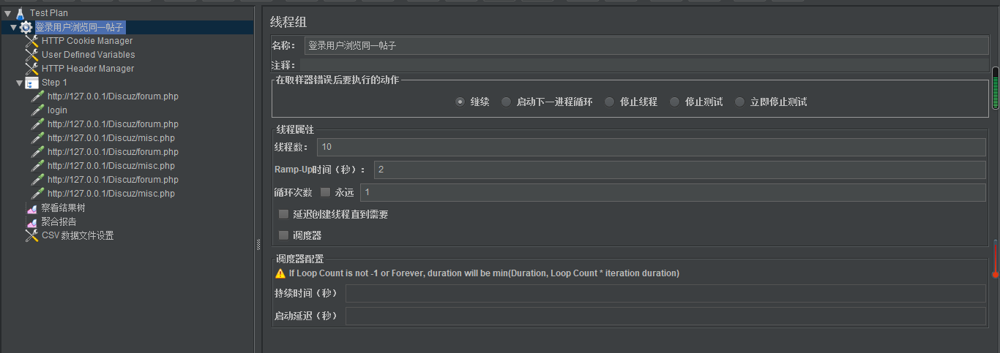 Test Plan
登录用户浏览同一帖子
HTTP Cookie Manager
User Defined Variables
HTTP Header Manager
Step 1
http://127.0.0.1/Discuz/forum.php
login
http://127.0.0.1/Discuz/forum.php
http://127.0.0.1/Discuz/misc.php
http://127.0.0.1/Discuz/forum.php
http://127.0.0.1/Discuz/misc.php
http://127.0.0.1/Discuz/forum.php
http://127.0.0.1/Discuz/misc.php
察看结果树
聚合报告
CSV 数据文件设置
线程组
名称： 登录用户浏览同一帖子
注释：
在取样器错误后要执行的动作
继续 启动下一进程循环 停止线程 停止测试 立即停止测试
线程属性
线程数： 10
Ramp-Up时间（秒）： 2
循环次数 永远 1
延迟创建线程直到需要
调度器
调度器配置
If Loop Count is not -1 or Forever, duration will be min(Duration, Loop Count * iteration duration)
持续时间（秒）
启动延迟（秒）